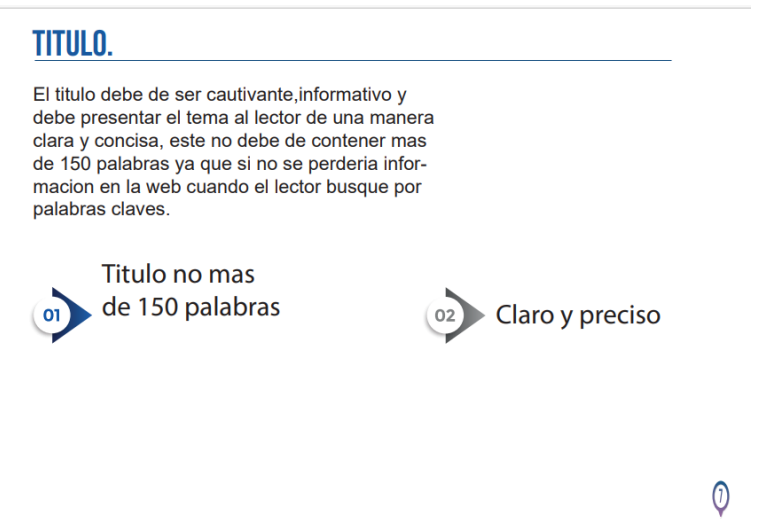 TITULO.
El titulo debe de ser cautivante,informativo y
debe presentar el tema al lector de una manera
clara y concisa, este no debe de contener mas
de 150 palabras ya que si no se perderia infor-
macion en la web cuando el lector busque por
palabras claves.
01
Titulo no mas
de 150 palabras
02
Claro y preciso
7